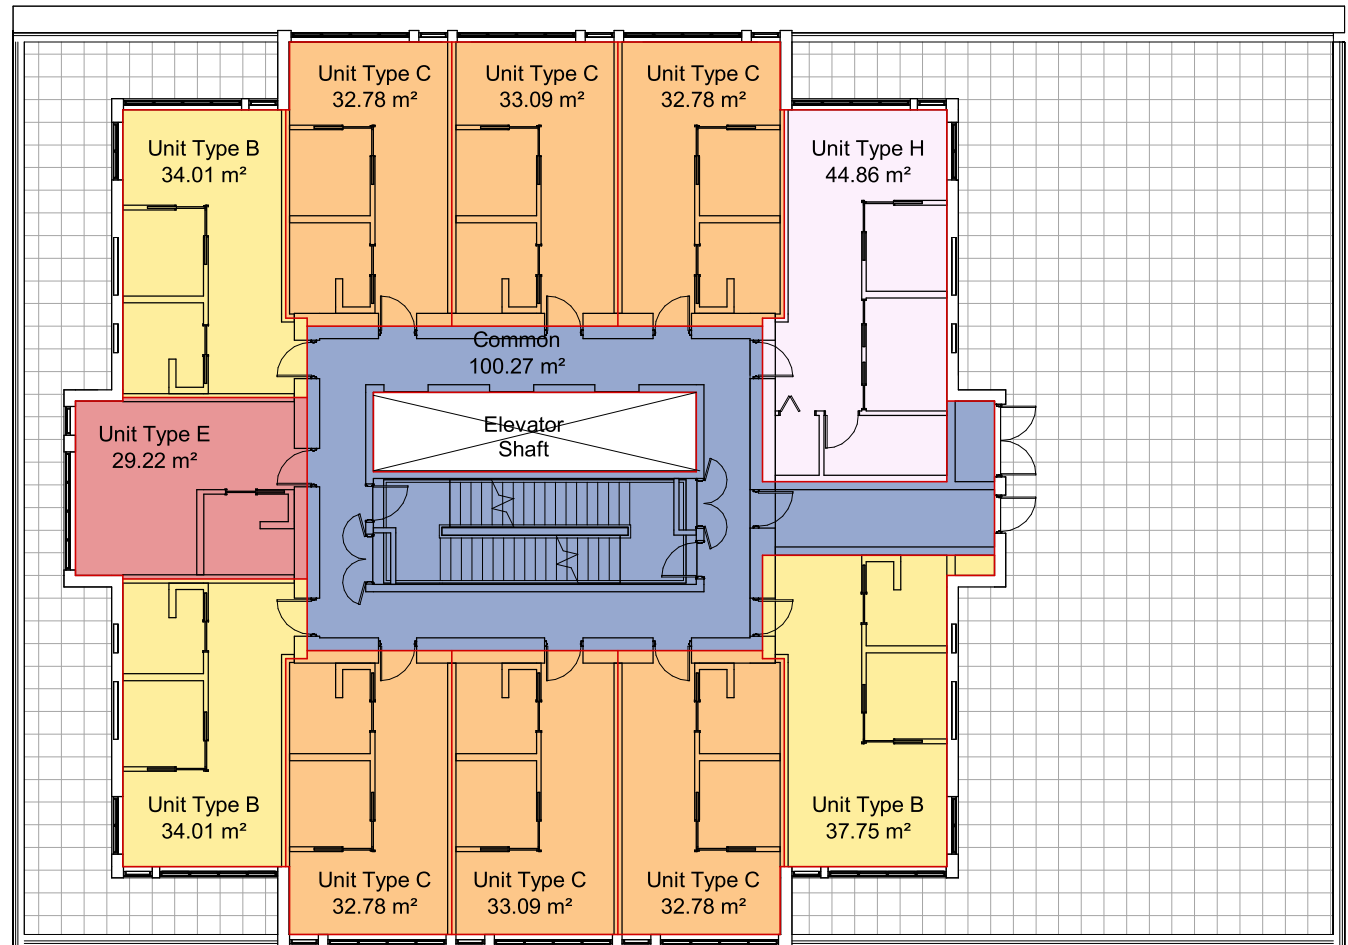 Unit Type C
32.78 m²
Unit Type C
33.09 m²
Unit Type C
32.78 m²
Unit Type B
34.01 m²
Unit Type H
44.86 m²
Common
100.27 m²
Elevator
Shaft
Unit Type E
29.22 m²
Unit Type B
34.01 m²
Unit Type B
37.75 m²
Unit Type C
32.78 m²
Unit Type C
33.09 m²
Unit Type C
32.78 m²